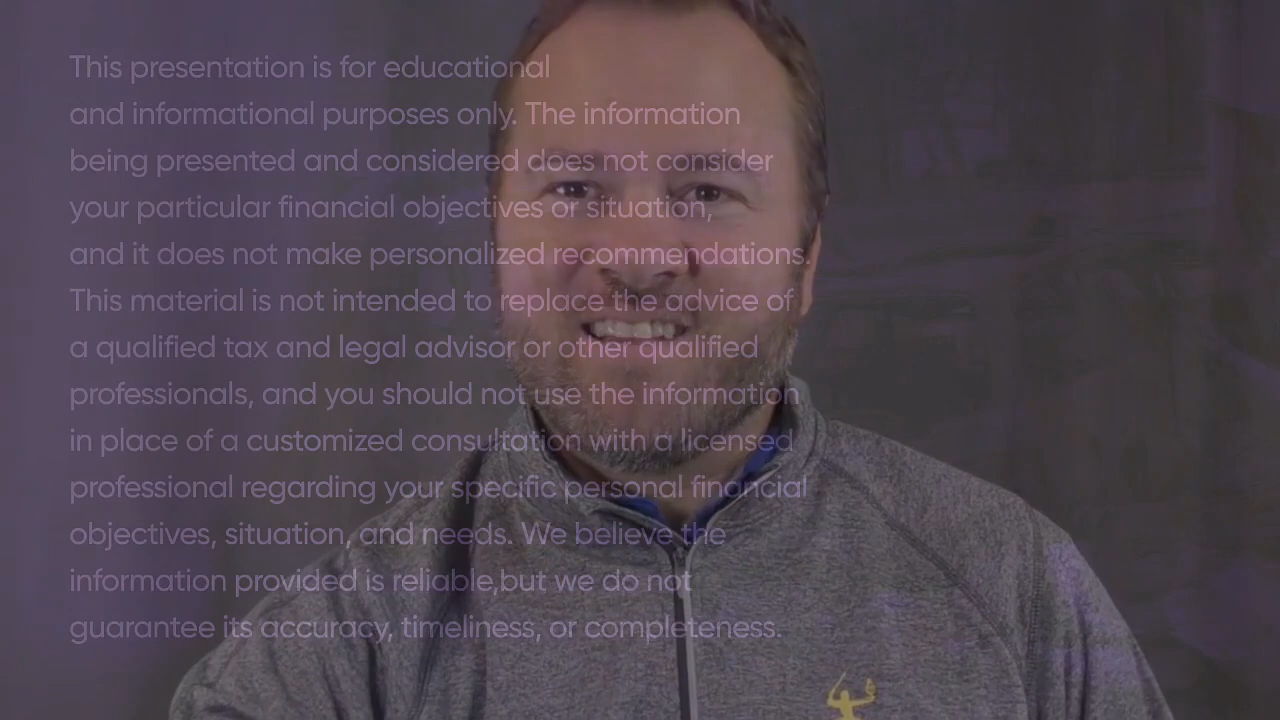 This presentation is for educational
and informational purposes only. The information
being presented and considered does not consider
your particular financial objectives or situation,
and it does not make personalized recommendations.
This material is not intended to replace the advice of
a qualified tax and legal advisor or other qualified
professionals, and you should not use the information
in place of a customized consultation with a licensed
professional regarding your specific personal financial
objectives, situation, and needs. We believe the
information provided is reliable,but we do not
guarantee its accuracy, timeliness, or completeness.